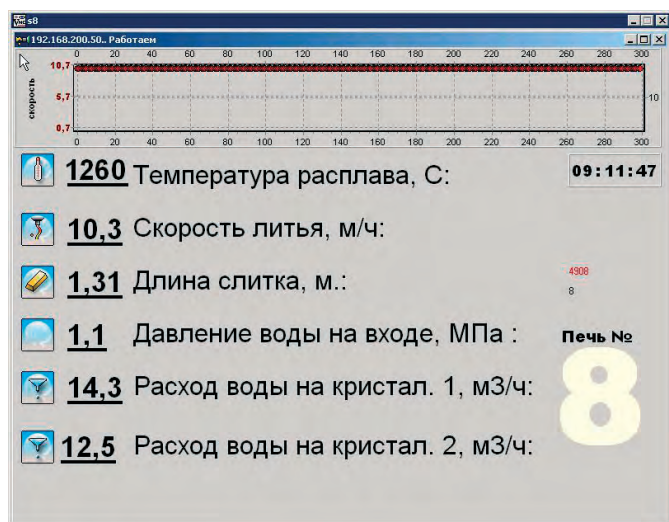 s8
192.168.200.50.. Работаем
0 20 40 60 80 100 120 140 160 180 200 220 240 260 280 300
10,7
5,7
0,7
скорость
10
0 20 40 60 80 100 120 140 160 180 200 220 240 260 280 300
1260 Температура расплава, С:
09:11:47
10,3 Скорость литья, м/ч:
1,31 Длина слитка, м.:
4908
8
1,1 Давление воды на входе, МПа :
Печь №
8
14,3 Расход воды на кристал. 1, м3/ч:
12,5 Расход воды на кристал. 2, м3/ч: